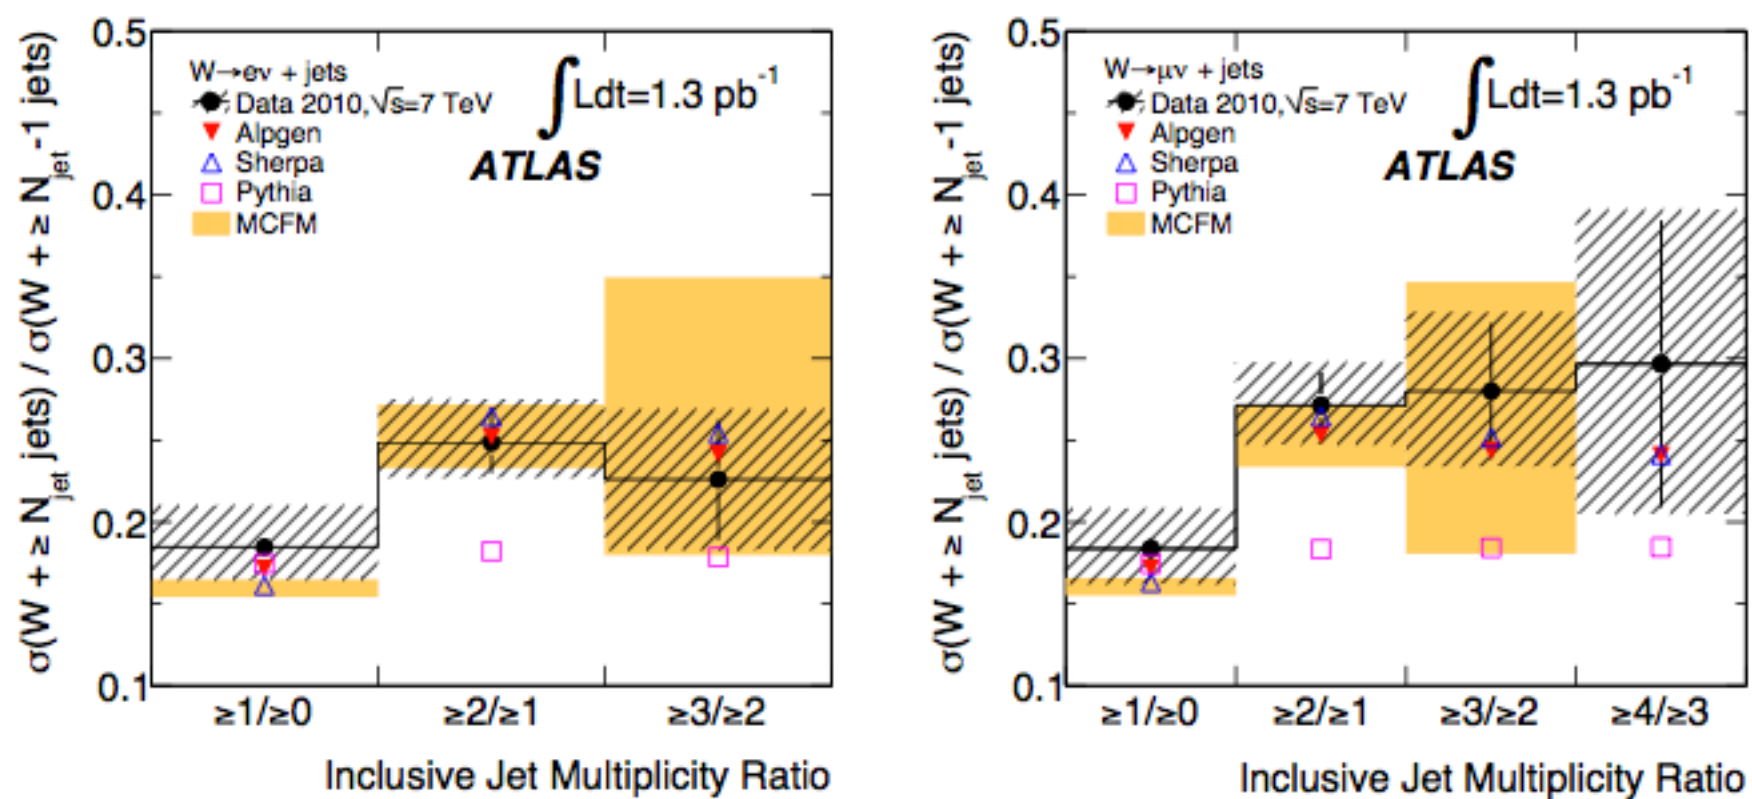 σ(W + ≥ N_jet jets) / σ(W + ≥ N_jet -1 jets)
0.5
0.4
0.3
0.2
0.1
W→eν + jets
Data 2010,√s=7 TeV
Alpgen
Sherpa
Pythia
MCFM
∫Ldt=1.3 pb⁻¹
ATLAS
≥1/≥0 ≥2/≥1 ≥3/≥2
Inclusive Jet Multiplicity Ratio
σ(W + ≥ N_jet jets) / σ(W + ≥ N_jet -1 jets)
0.5
0.4
0.3
0.2
0.1
W→μν + jets
Data 2010,√s=7 TeV
Alpgen
Sherpa
Pythia
MCFM
∫Ldt=1.3 pb⁻¹
ATLAS
≥1/≥0 ≥2/≥1 ≥3/≥2 ≥4/≥3
Inclusive Jet Multiplicity Ratio